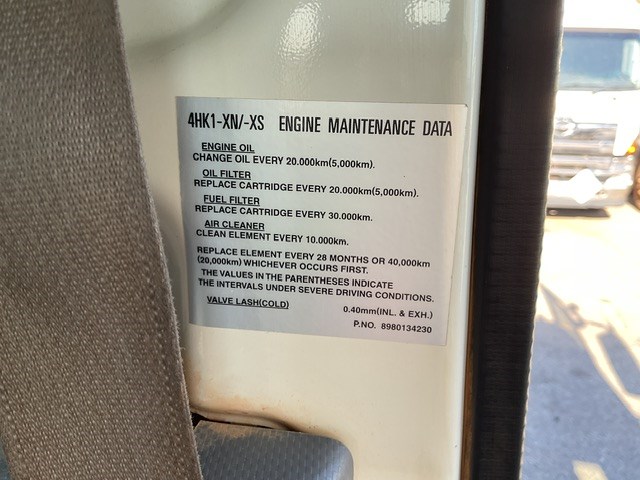 4HK1-XN/-XS ENGINE MAINTENANCE DATA
ENGINE OIL
CHANGE OIL EVERY 20.000km(5,000km).
OIL FILTER
REPLACE CARTRIDGE EVERY 20.000km(5,000km).
FUEL FILTER
REPLACE CARTRIDGE EVERY 30.000km.
AIR CLEANER
CLEAN ELEMENT EVERY 10.000km.
REPLACE ELEMENT EVERY 28 MONTHS OR 40,000km
(20,000km) WHICHEVER OCCURS FIRST.
THE VALUES IN THE PARENTHESES INDICATE
THE INTERVALS UNDER SEVERE DRIVING CONDITIONS.
VALVE LASH(COLD) 0.40mm(INL. & EXH.)
P.NO. 8980134230